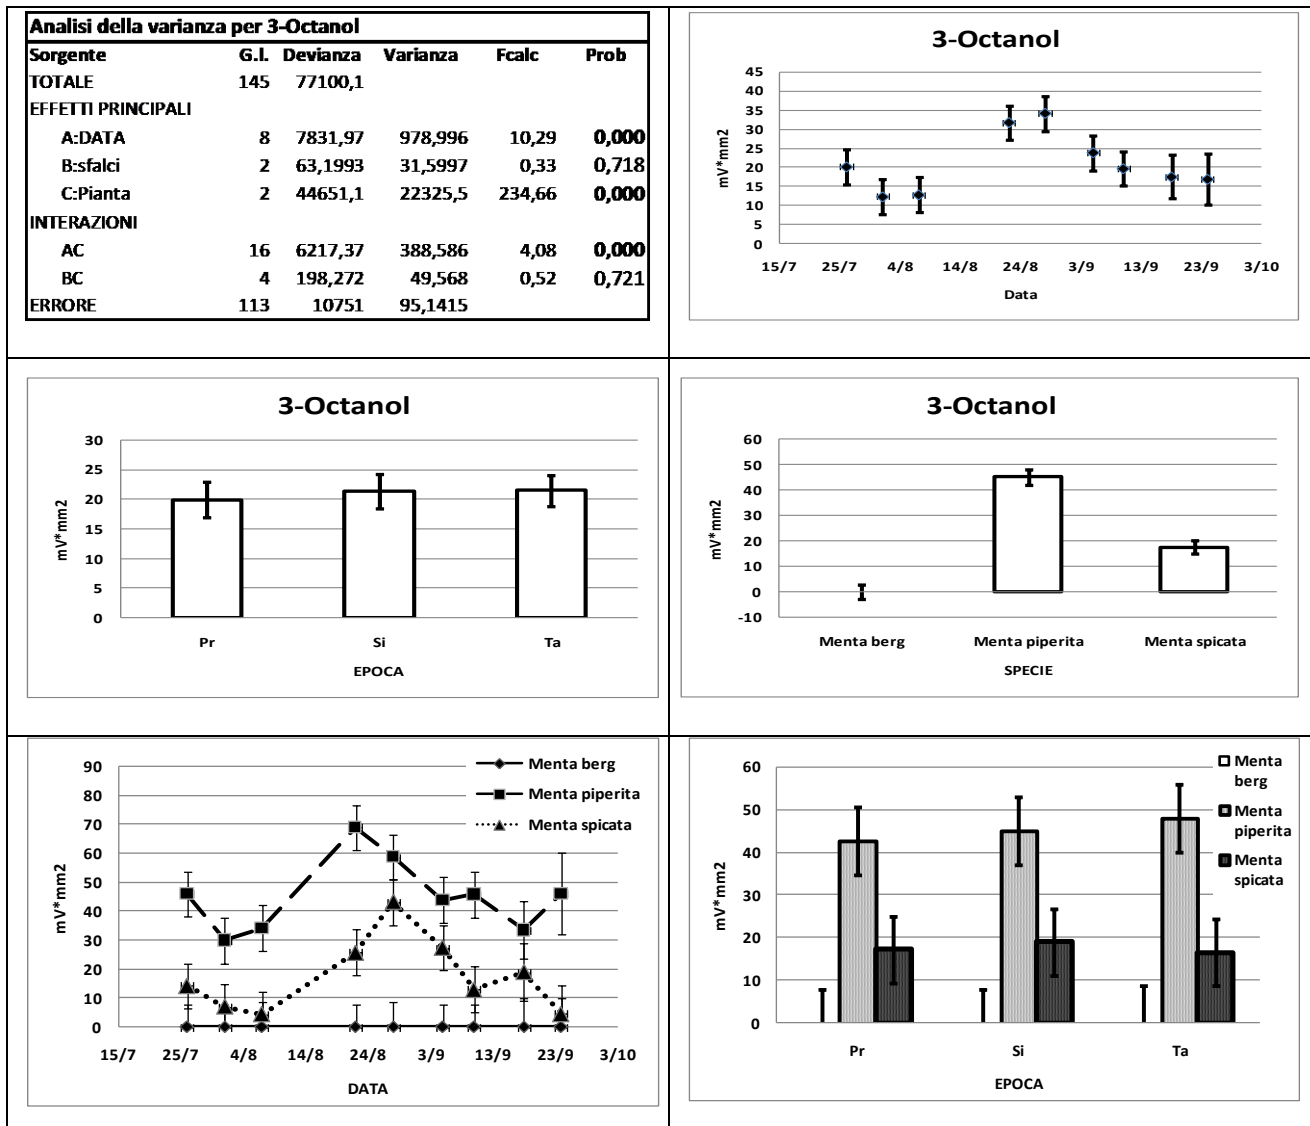 Analisi della varianza per 3-Octanol
Sorgente G.l. Devianza Varianza Fcalc Prob
TOTALE 145 77100,1
EFFETTI PRINCIPALI
A:DATA 8 7831,97 978,996 10,29 0,000
B:sfalci 2 63,1993 31,5997 0,33 0,718
C:Pianta 2 44651,1 22325,5 234,66 0,000
INTERAZIONI
AC 16 6217,37 388,586 4,08 0,000
BC 4 198,272 49,568 0,52 0,721
ERRORE 113 10751 95,1415
3-Octanol
mV*mm2
45
40
35
30
25
20
15
10
5
0
15/7 25/7 4/8 14/8 24/8 3/9 13/9 23/9 3/10
Data
3-Octanol
mV*mm2
30
25
20
15
10
5
0
Pr Si Ta
EPOCA
3-Octanol
mV*mm2
60
50
40
30
20
10
0
-10
Menta berg Menta piperita Menta spicata
SPECIE
mV*mm2
90
80
70
60
50
40
30
20
10
0
Menta berg
Menta piperita
Menta spicata
15/7 25/7 4/8 14/8 24/8 3/9 13/9 23/9 3/10
DATA
mV*mm2
60
50
40
30
20
10
0
Menta
berg
Menta
piperita
Menta
spicata
Pr Si Ta
EPOCA